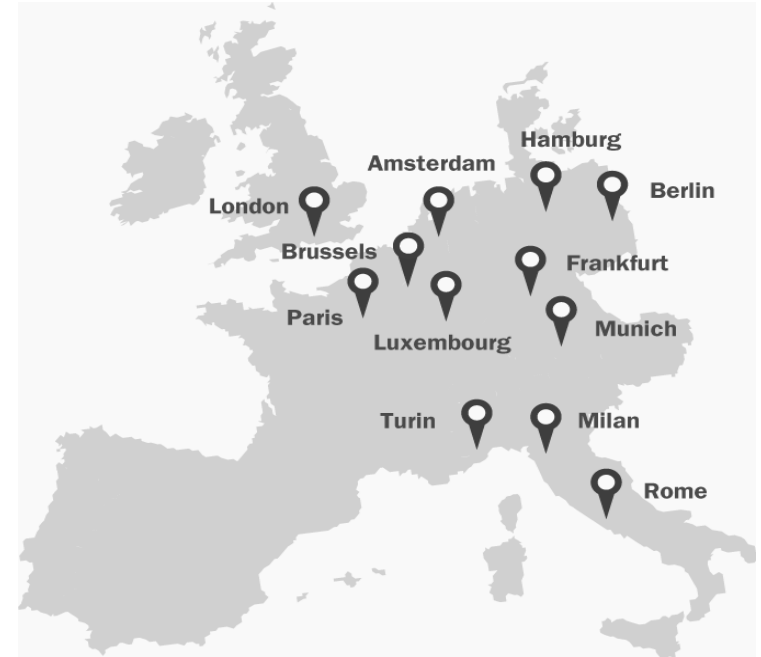 Hamburg
Amsterdam
Berlin
London
Brussels
Frankfurt
Paris
Munich
Luxembourg
Turin
Milan
Rome